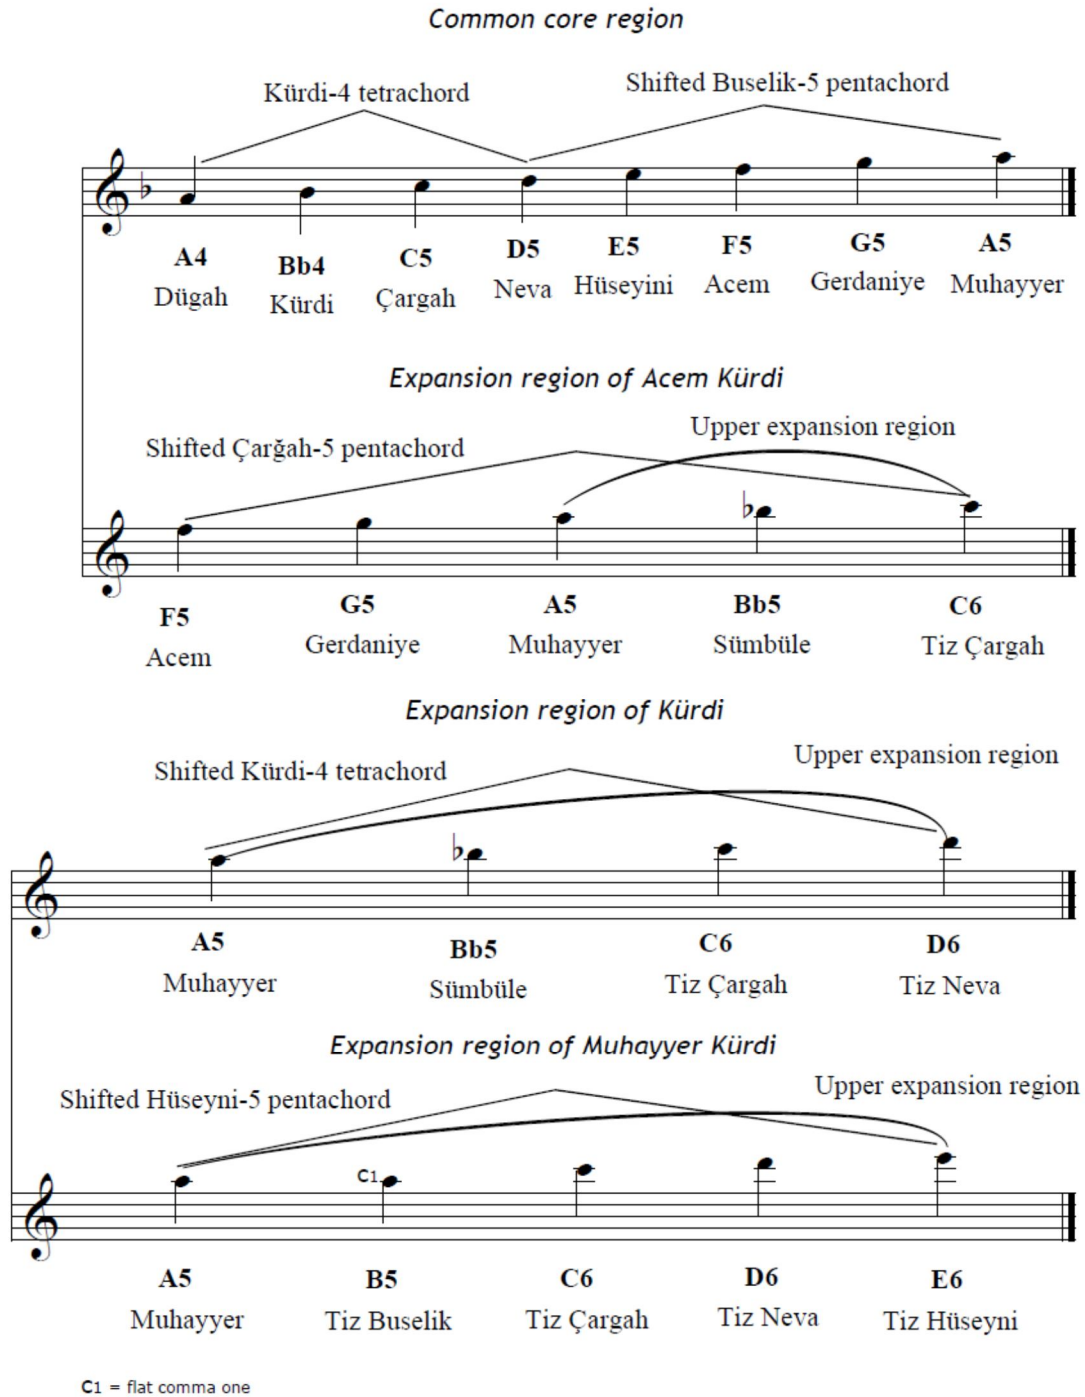 Common core region
Kürdi-4 tetrachord
Shifted Buselik-5 pentachord
A4 Bb4 C5 D5 E5 F5 G5 A5
Dügah Kürdi Çargah Neva Hüseyini Acem Gerdaniye Muhayyer
Expansion region of Acem Kürdi
Upper expansion region
Shifted Çarğah-5 pentachord
F5 G5 A5 Bb5 C6
Acem Gerdaniye Muhayyer Sümbüle Tiz Çargah
Expansion region of Kürdi
Upper expansion region
Shifted Kürdi-4 tetrachord
A5 Bb5 C6 D6
Muhayyer Sümbüle Tiz Çargah Tiz Neva
Expansion region of Muhayyer Kürdi
Upper expansion region
Shifted Hüseyni-5 pentachord
C1
A5 B5 C6 D6 E6
Muhayyer Tiz Buselik Tiz Çargah Tiz Neva Tiz Hüseyni
C1 = flat comma one